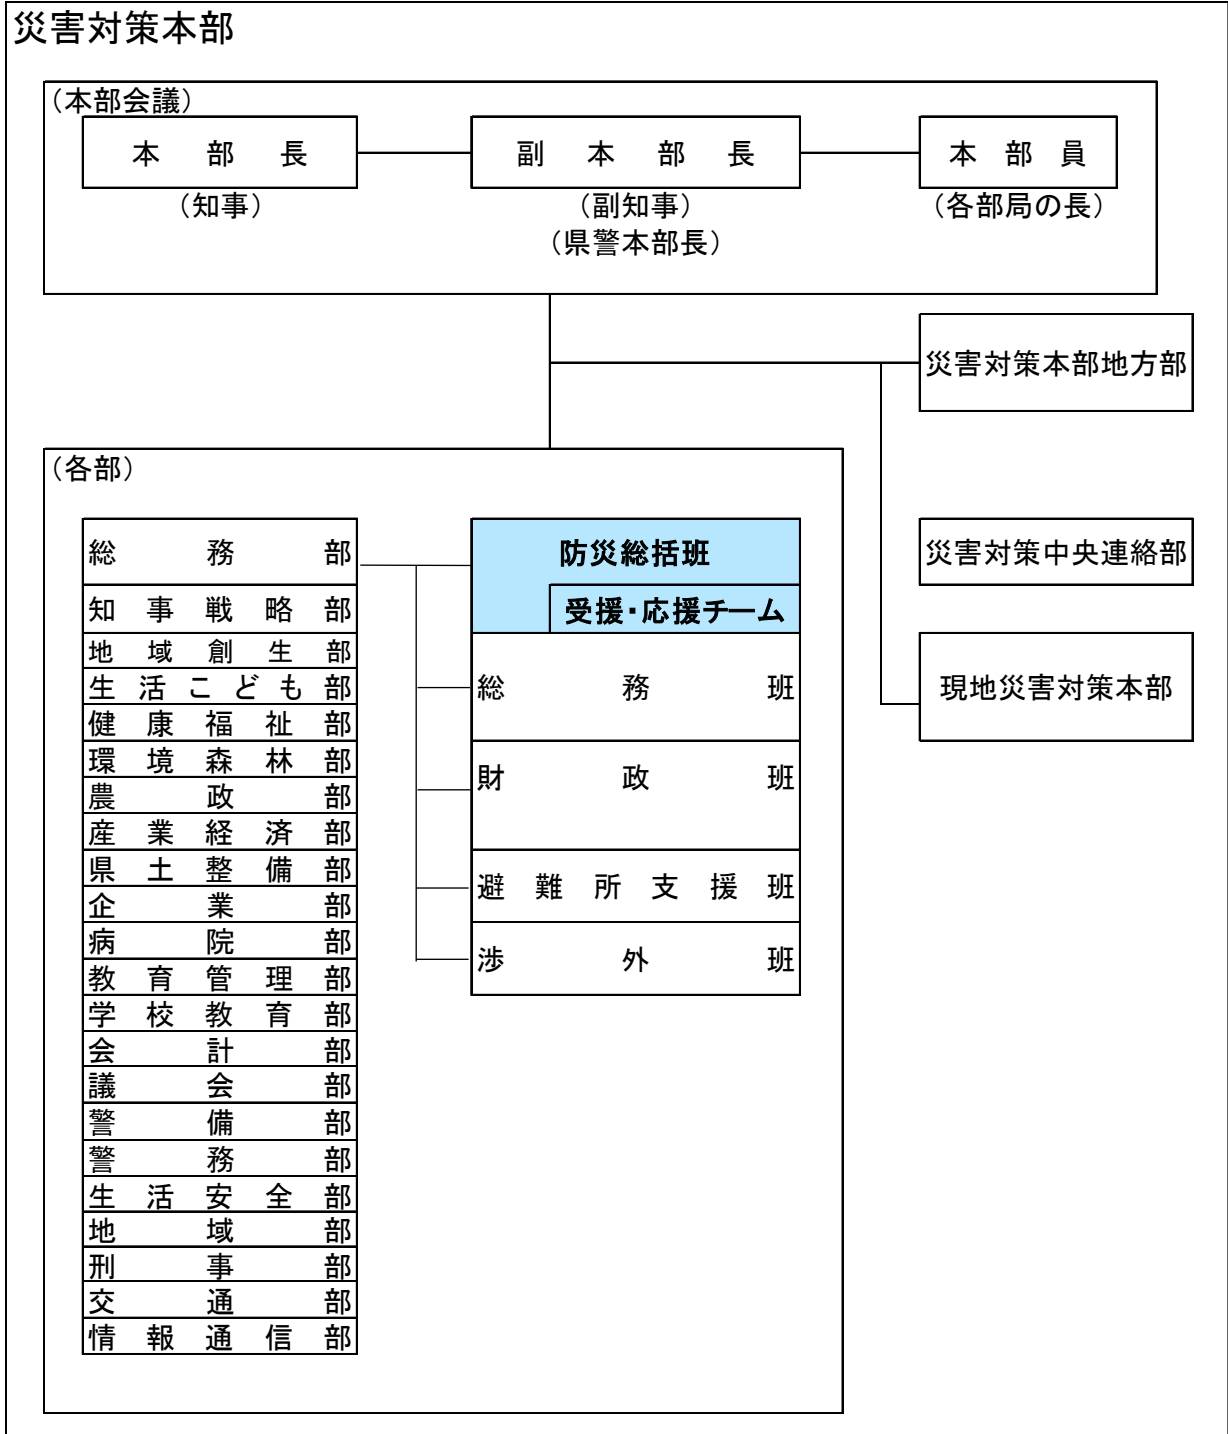 災害対策本部
（本部会議）
本部長
副本部長
本部員
（知事）
（副知事）
（各部局の長）
（県警本部長）
災害対策本部地方部
（各部）
総務部
知事戦略部
地域創生部
生活こども部
健康福祉部
環境森林部
農政部
産業経済部
県土整備部
企業部
病院部
教育管理部
学校教育部
会計部
議会部
警備部
警務部
生活安全部
地域部
刑事部
交通部
情報通信部
防災総括班
受援・応援チーム
総務班
財政班
避難所支援班
渉外班
災害対策中央連絡部
現地災害対策本部